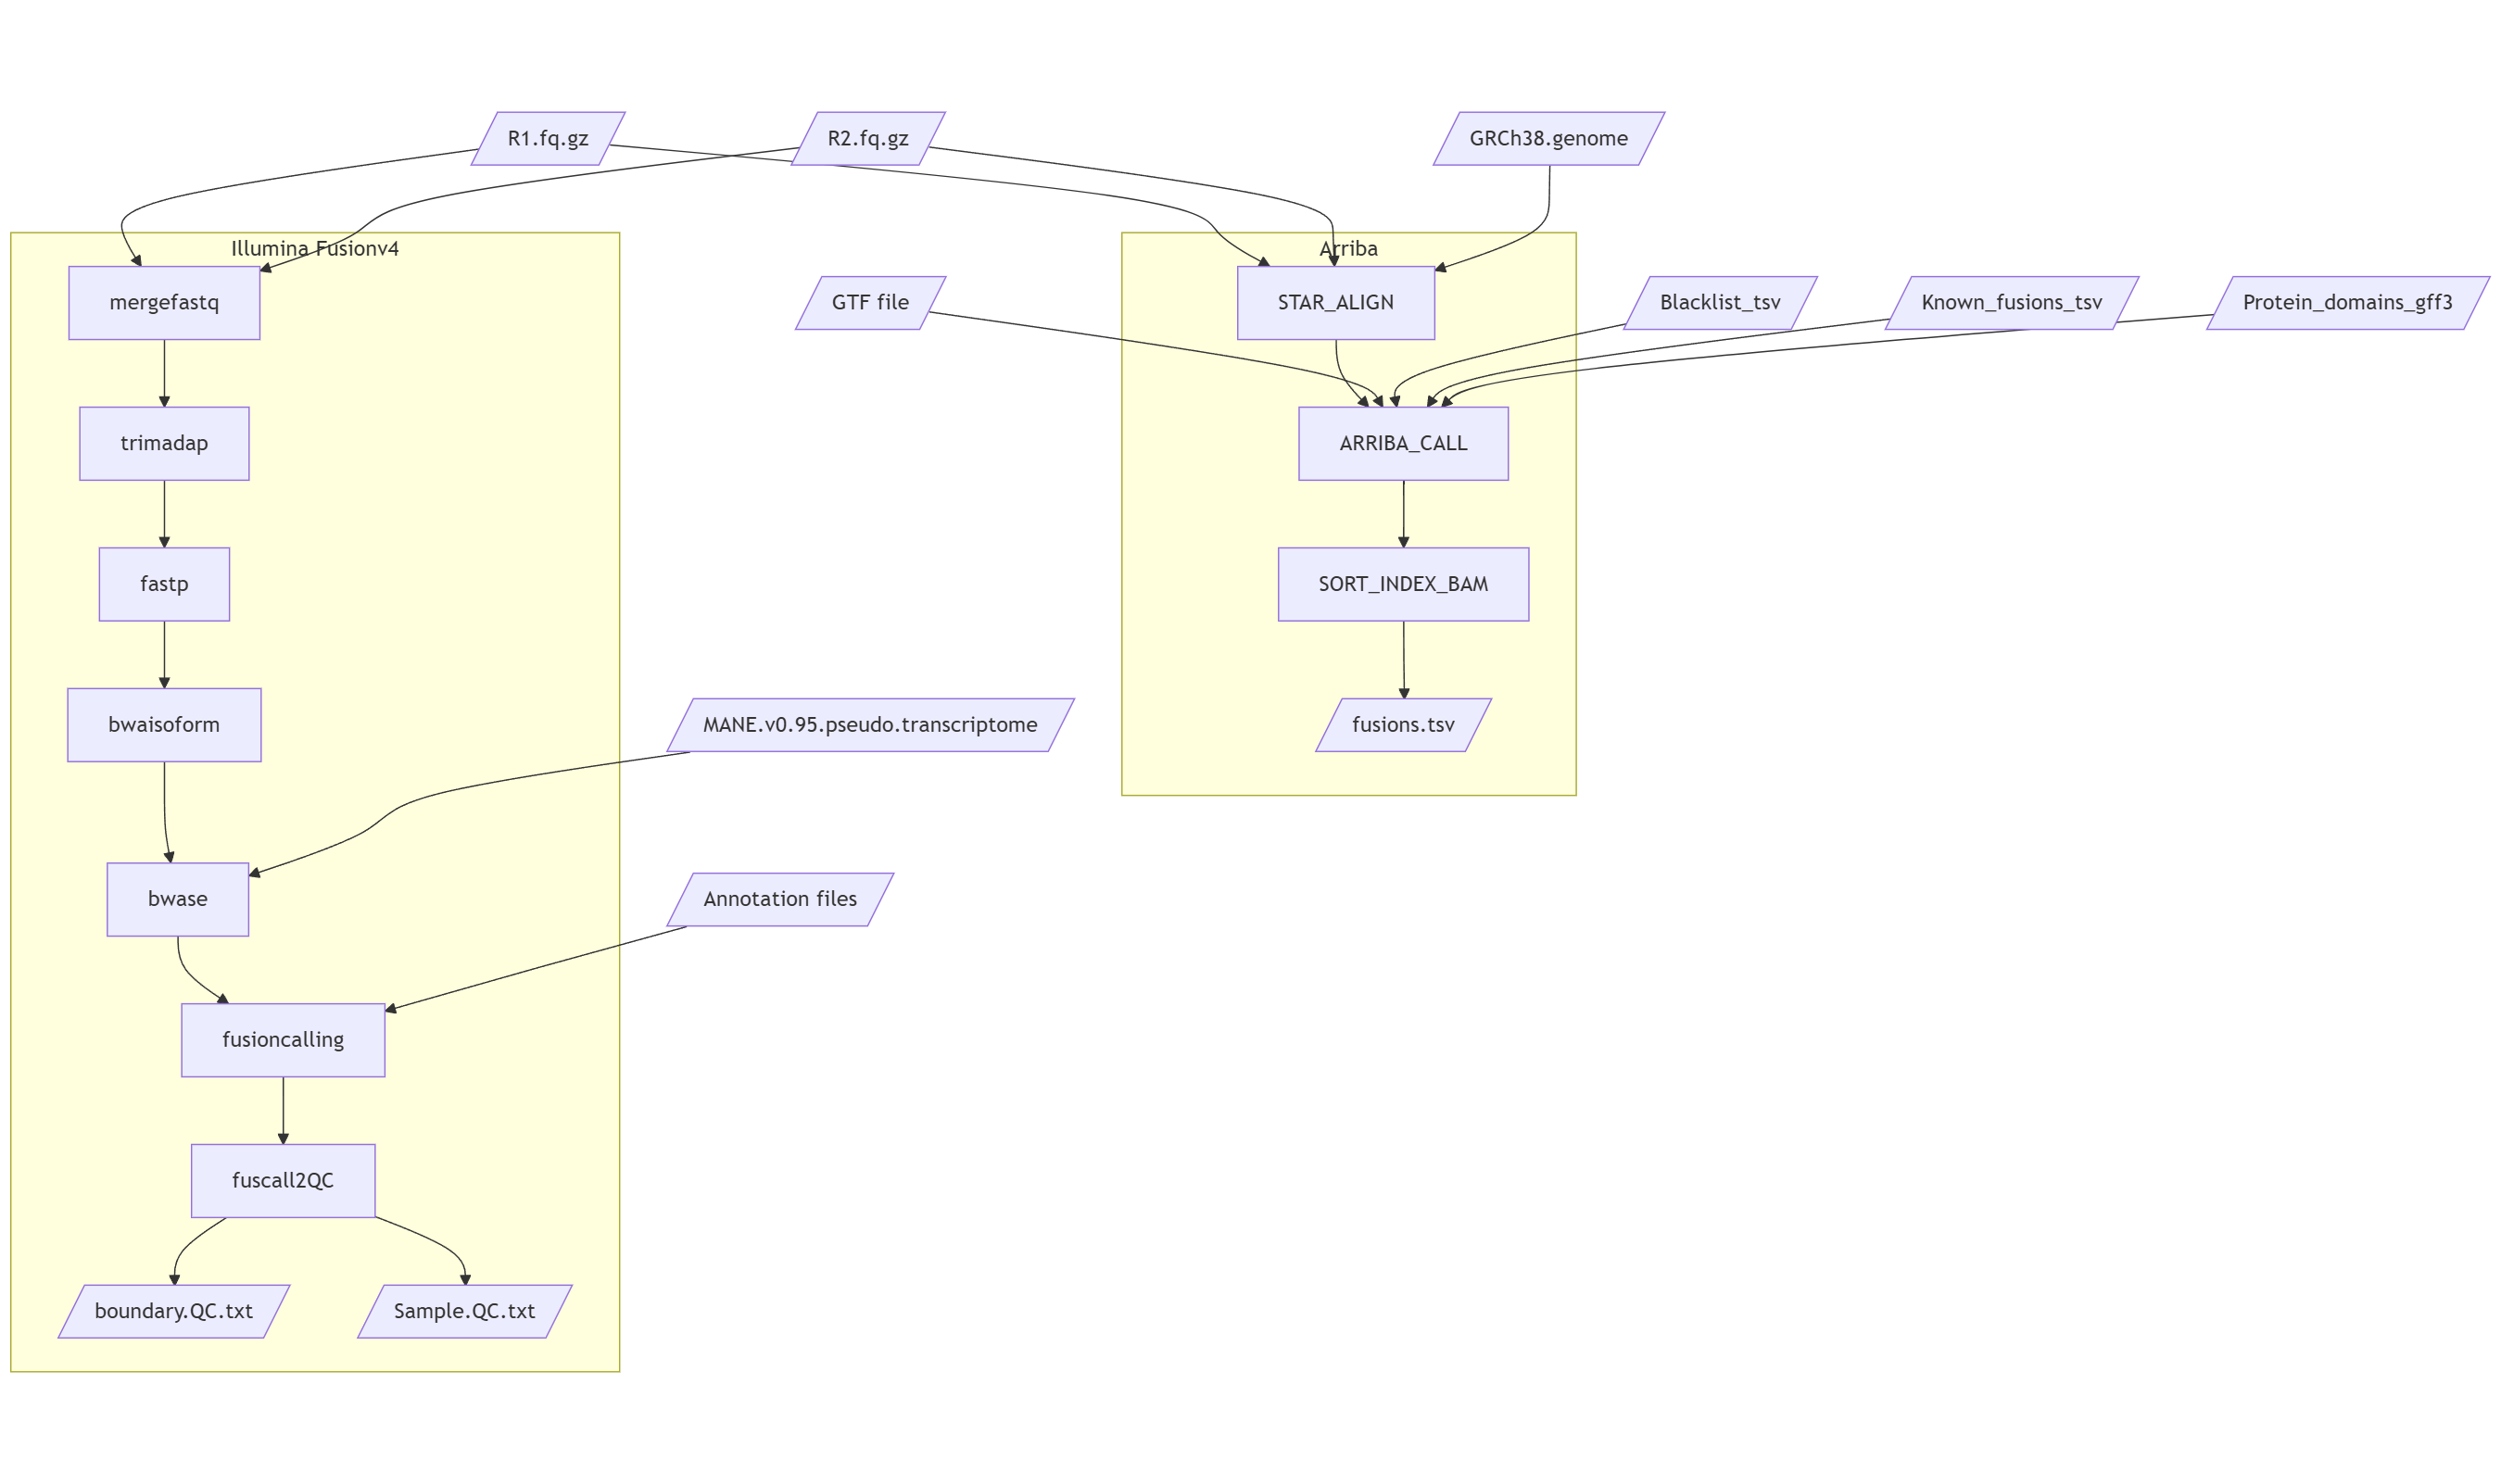 R1.fq.gz
R2.fq.gz
GRCh38.genome
Illumina Fusionv4
Arriba
mergefastq
GTF file
STAR_ALIGN
Blacklist_tsv
Known_fusions_tsv
Protein_domains_gff3
trimadap
ARRIBA_CALL
fastp
SORT_INDEX_BAM
bwaisoform
MANE.v0.95.pseudo.transcriptome
fusions.tsv
bwase
Annotation files
fusioncalling
fuscall2QC
boundary.QC.txt
Sample.QC.txt